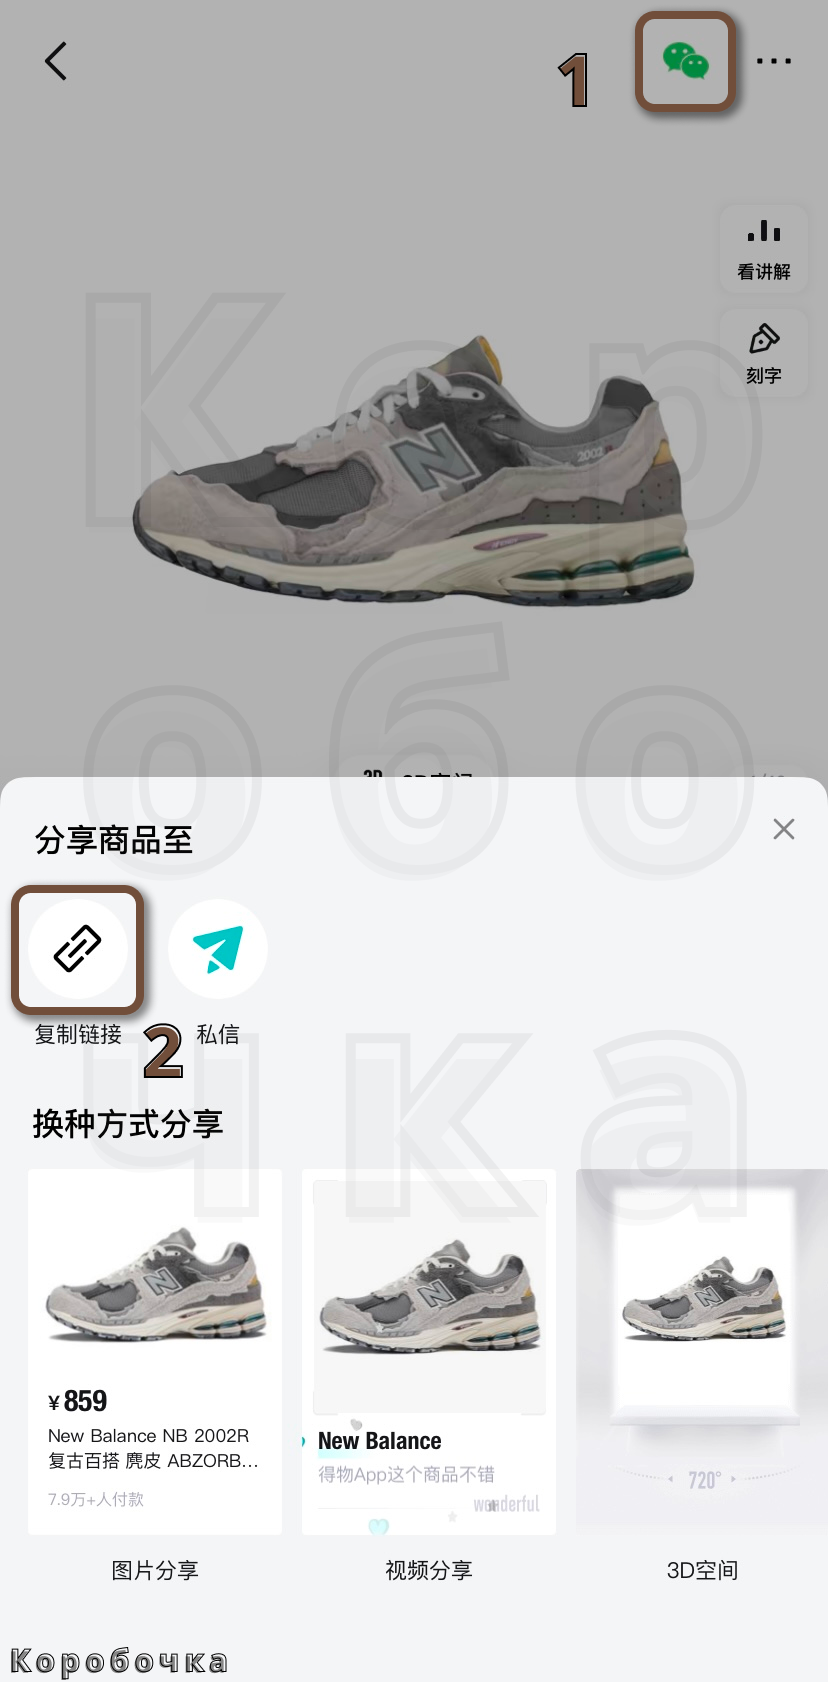 1
看讲解
刻字
N
2002
Коробочка
分享商品至
复制链接
私信
2
换种方式分享
¥859
New Balance NB 2002R
复古百搭 麂皮 ABZORB...
7.9万+人付款
New Balance
得物App这个商品不错
wonderful
720°
图片分享
视频分享
3D空间
Коробочка